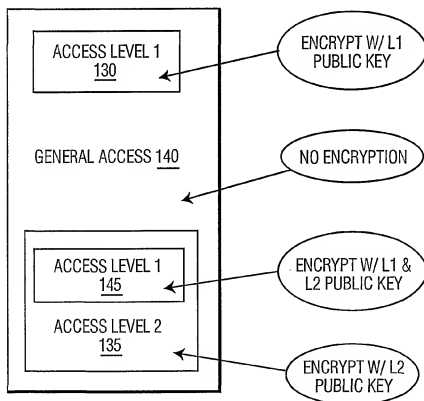 ACCESS LEVEL 1
130
ENCRYPT W/ L1
PUBLIC KEY
GENERAL ACCESS 140
NO ENCRYPTION
ACCESS LEVEL 1
145
ENCRYPT W/ L1 &
L2 PUBLIC KEY
ACCESS LEVEL 2
135
ENCRYPT W/ L2
PUBLIC KEY